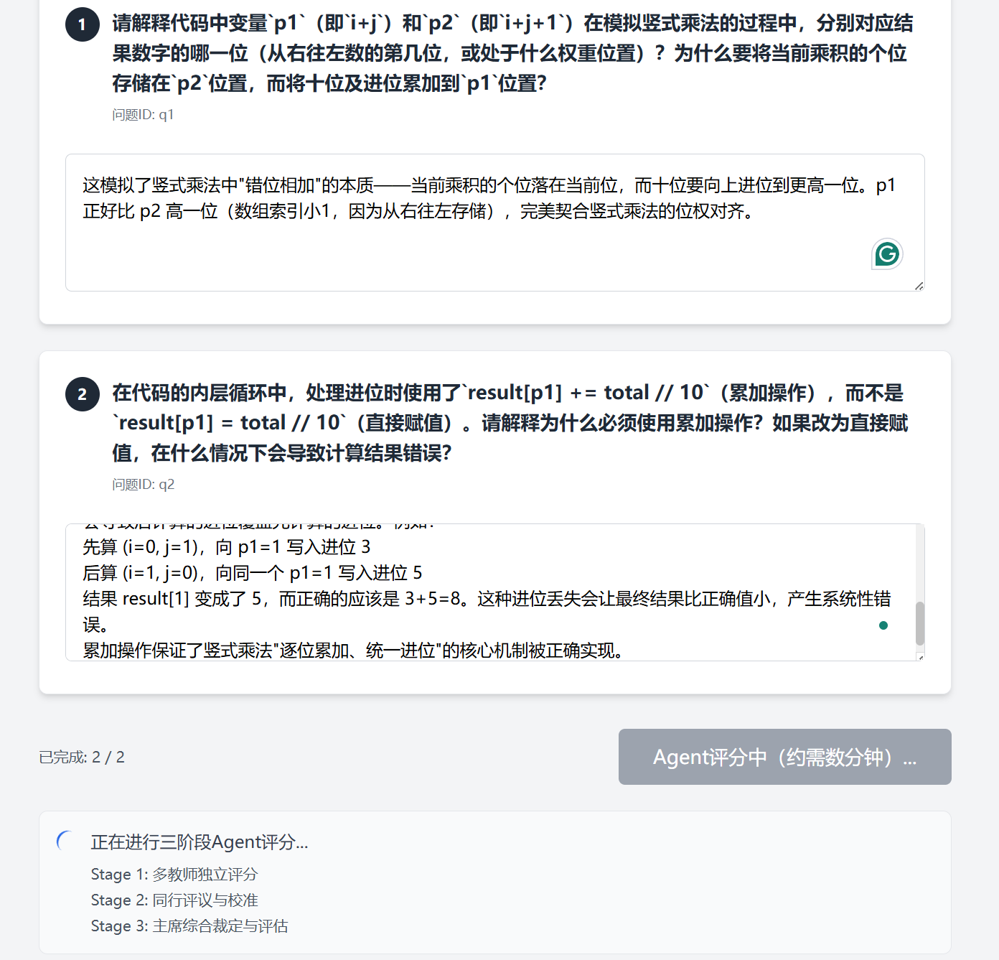 1
请解释代码中变量`p1`（即`i+j`）和`p2`（即`i+j+1`）在模拟竖式乘法的过程中，分别对应结
果数字的哪一位（从右往左数的第几位，或处于什么权重位置）？为什么要将当前乘积的个位
存储在`p2`位置，而将十位及进位累加到`p1`位置？
问题ID: q1
这模拟了竖式乘法中"错位相加"的本质——当前乘积的个位落在当前位，而十位要向上进位到更高一位。p1
正好比 p2 高一位（数组索引小1，因为从右往左存储），完美契合竖式乘法的位权对齐。
2
在代码的内层循环中，处理进位时使用了`result[p1] += total // 10`（累加操作），而不是
`result[p1] = total // 10`（直接赋值）。请解释为什么必须使用累加操作？如果改为直接赋
值，在什么情况下会导致计算结果错误？
问题ID: q2
会导致后计算的进位覆盖先计算的进位。例如：
先算 (i=0, j=1)，向 p1=1 写入进位 3
后算 (i=1, j=0)，向同一个 p1=1 写入进位 5
结果 result[1] 变成了 5，而正确的应该是 3+5=8。这种进位丢失会让最终结果比正确值小，产生系统性错
误。
累加操作保证了竖式乘法"逐位累加、统一进位"的核心机制被正确实现。
已完成: 2 / 2
Agent评分中（约需数分钟）...
正在进行三阶段Agent评分...
Stage 1: 多教师独立评分
Stage 2: 同行评议与校准
Stage 3: 主席综合裁定与评估